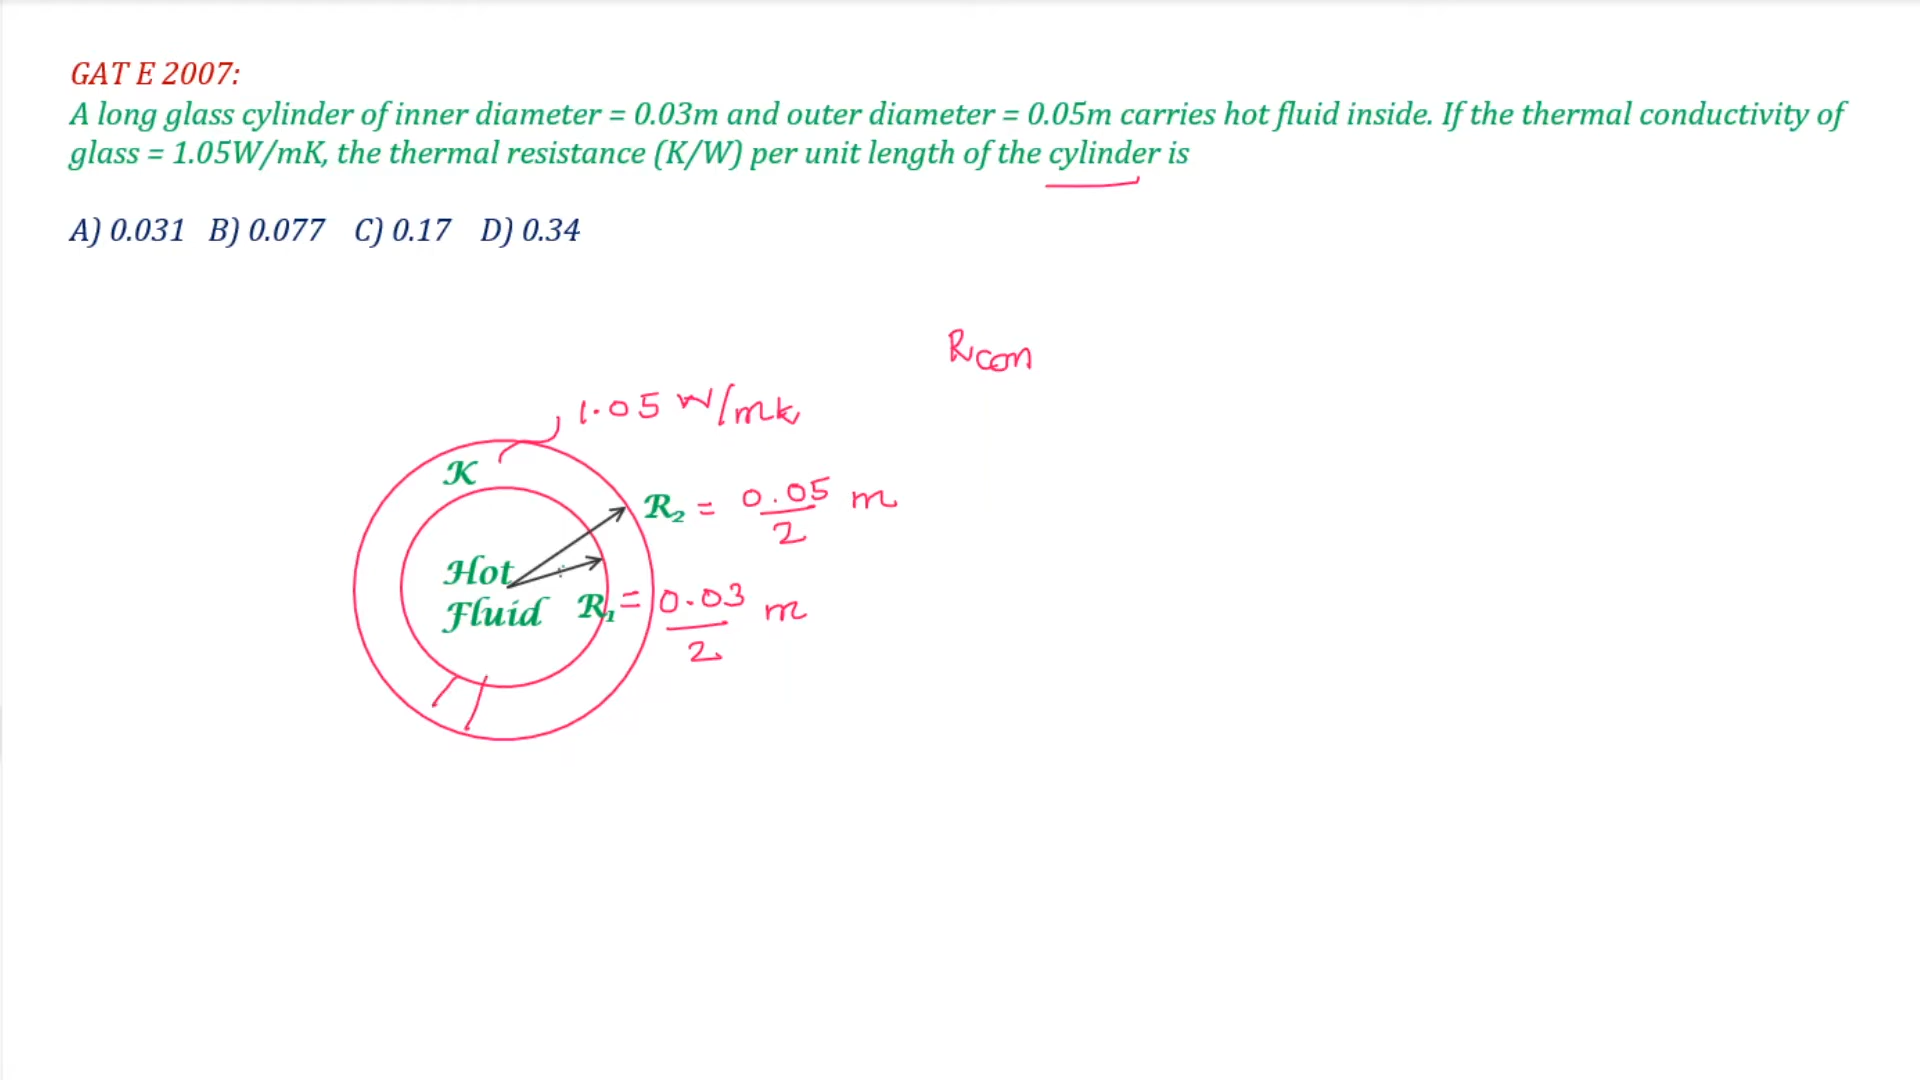 GATE 2007:
A long glass cylinder of inner diameter = 0.03m and outer diameter = 0.05m carries hot fluid inside. If the thermal conductivity of
glass = 1.05W/mK, the thermal resistance (K/W) per unit length of the cylinder is
A) 0.031 B) 0.077 C) 0.17 D) 0.34
Rcon
1.05 W/mk
K
R₂ = 0.05/2 m
Hot
Fluid
R₁ = 0.03/2 m